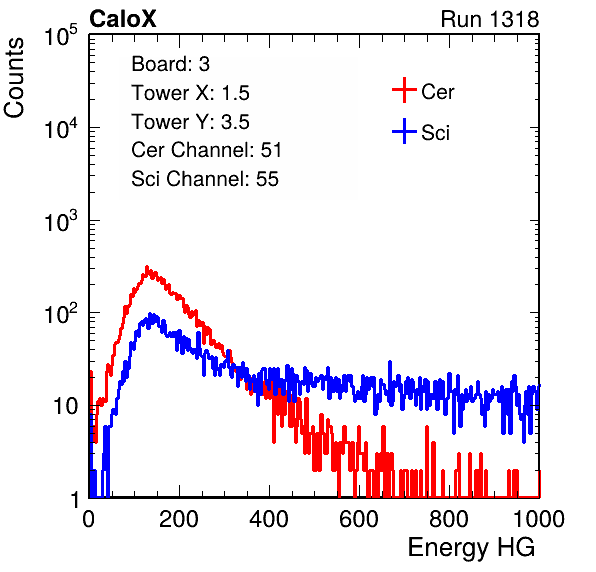 CaloX Run 1318
Board: 3
Tower X: 1.5
Tower Y: 3.5
Cer Channel: 51
Sci Channel: 55
Cer
Sci
Counts
10^5
10^4
10^3
10^2
10
1
0 200 400 600 800 1000
Energy HG